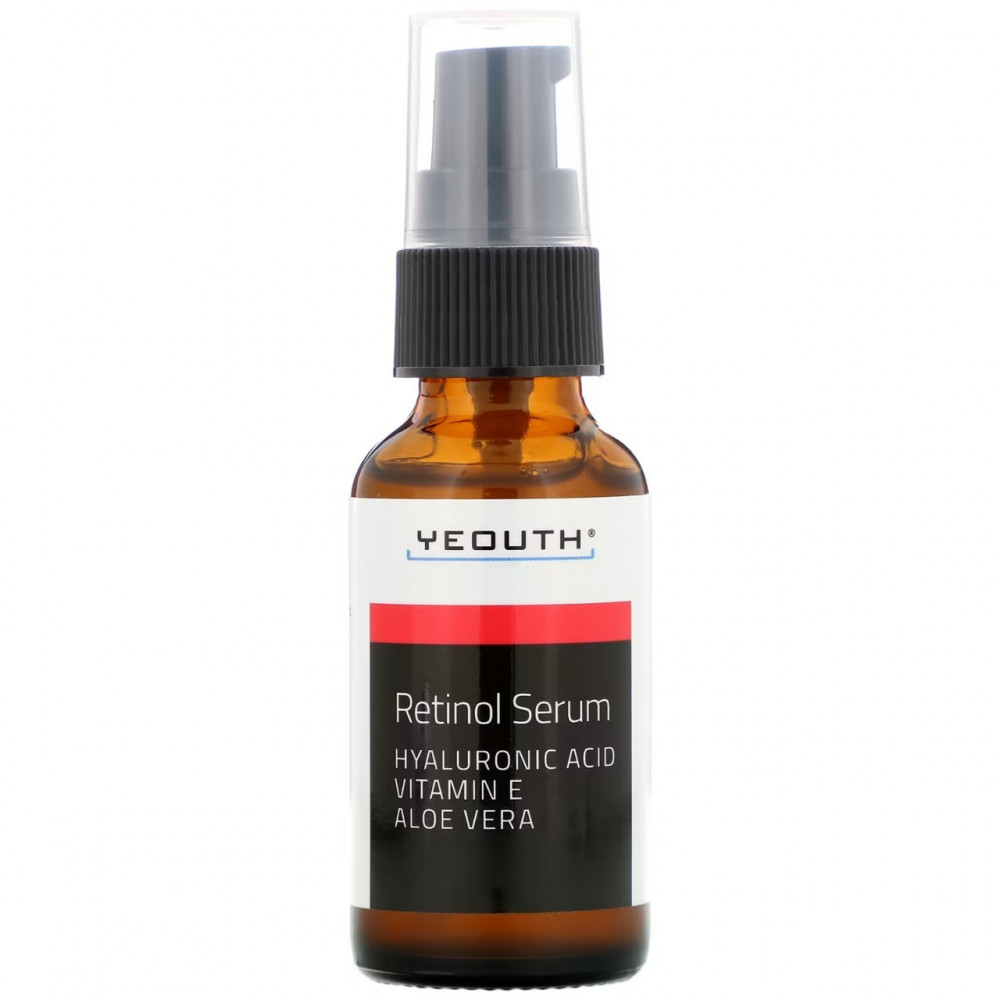 YEOUTH®
Retinol Serum
HYALURONIC ACID
VITAMIN E
ALOE VERA